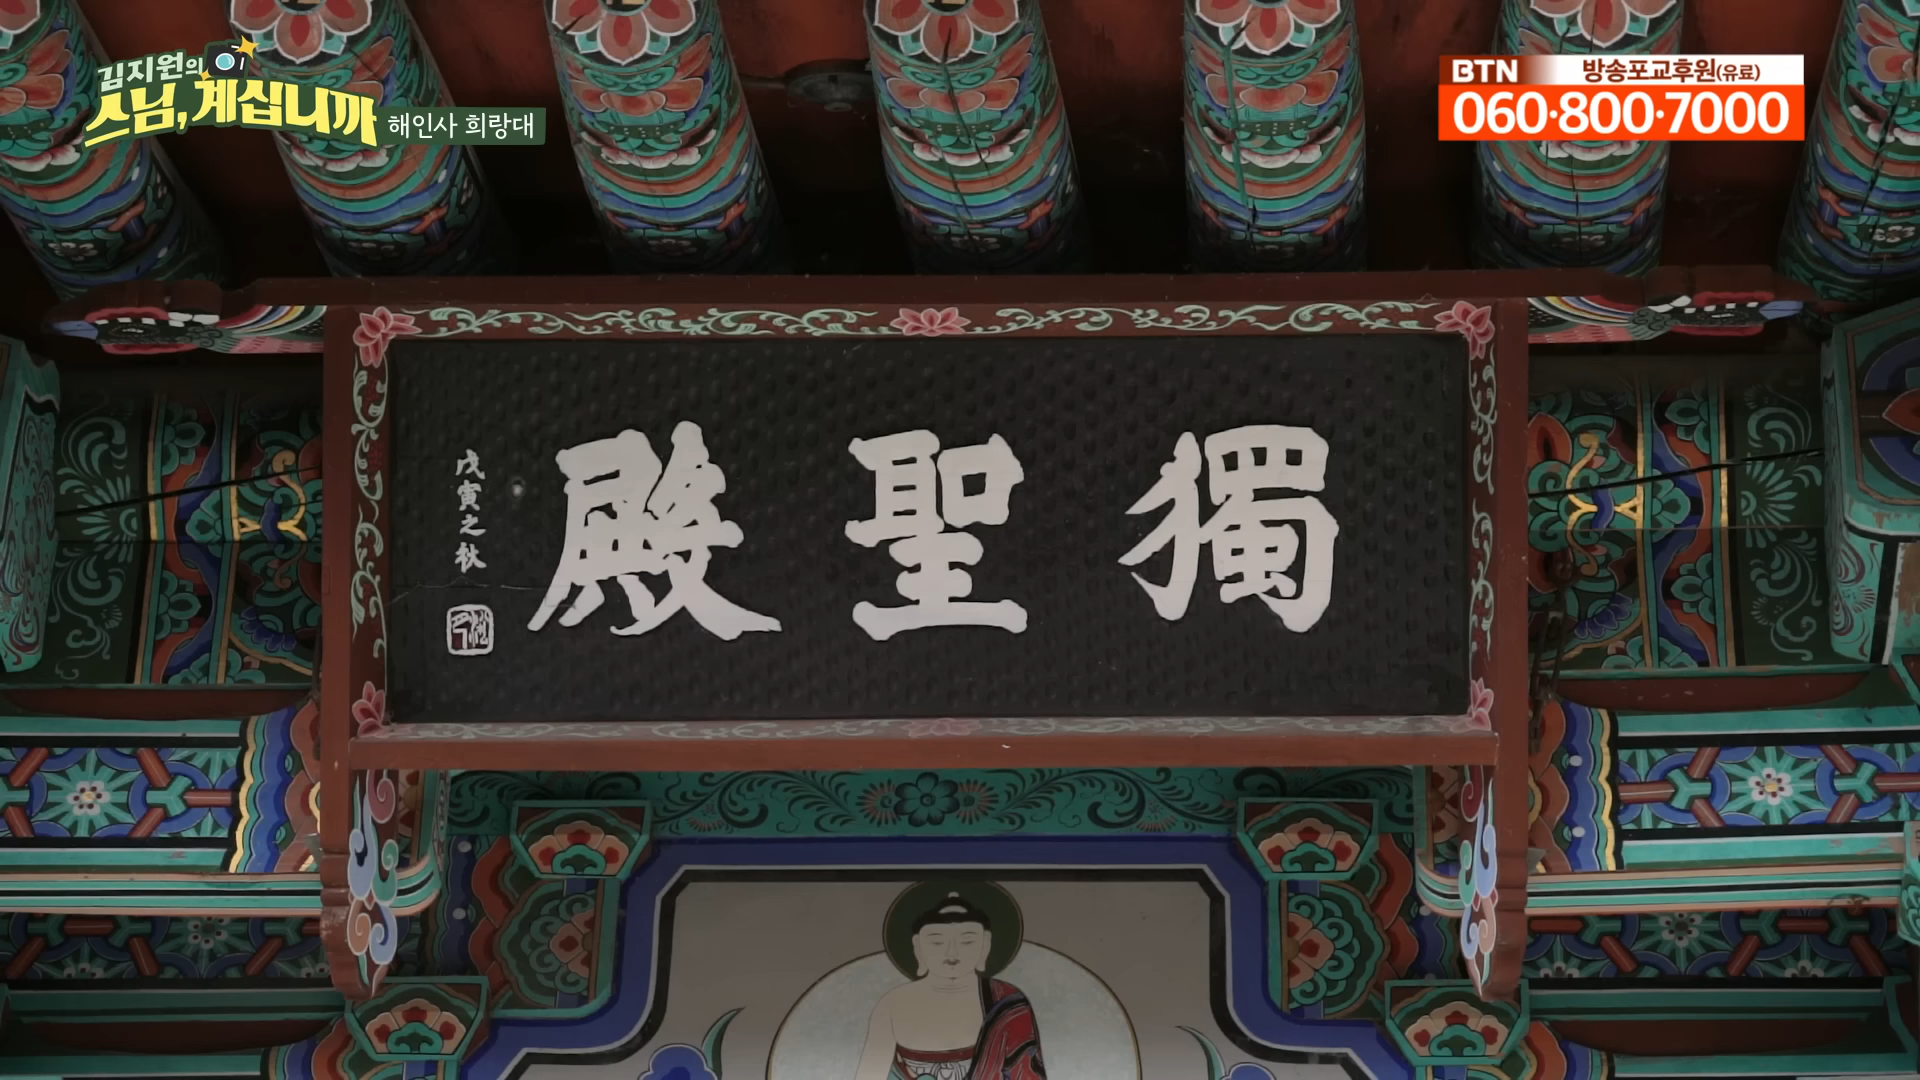 김지원의
스님, 계십니까
해인사 희랑대
BTN 방송포교후원(유료)
060·800·7000
獨聖殿
戊寅之秋